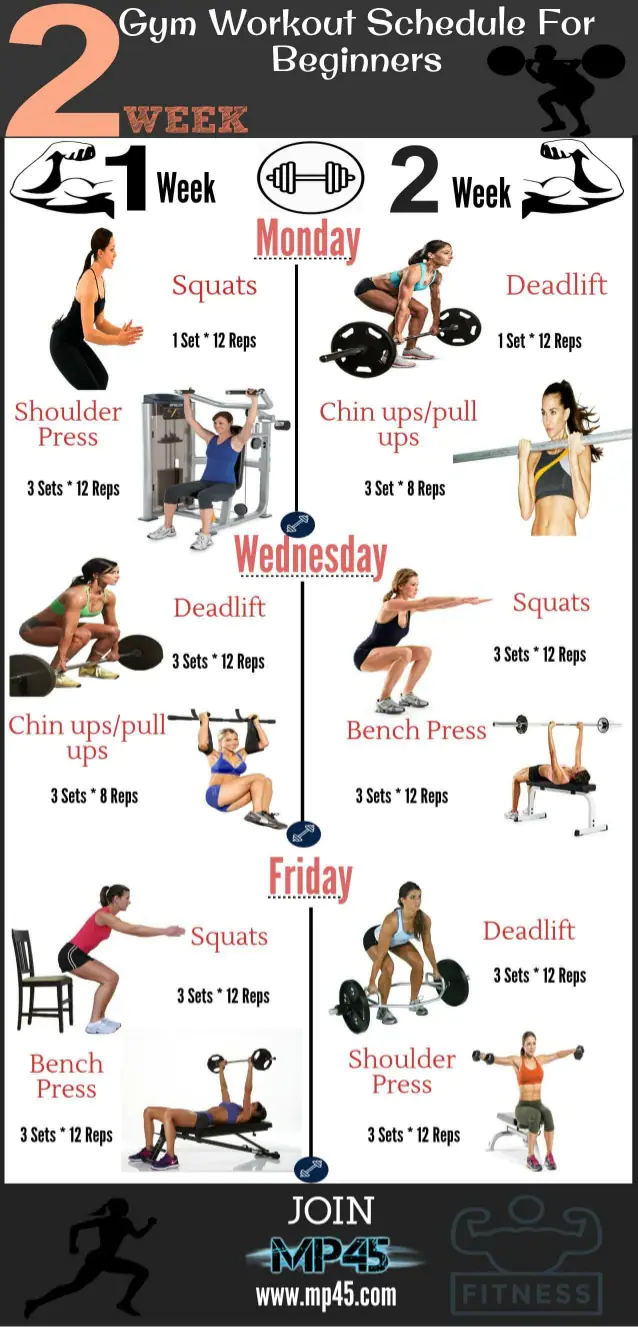 Gym Workout Schedule For
Beginners
2
WEEK
1 Week
2 Week
Monday
Squats
1 Set * 12 Reps
Deadlift
1 Set * 12 Reps
Shoulder
Press
3 Sets * 12 Reps
Chin ups/pull
ups
3 Set * 8 Reps
Wednesday
Deadlift
3 Sets * 12 Reps
Squats
3 Sets * 12 Reps
Chin ups/pull
ups
3 Sets * 8 Reps
Bench Press
3 Sets * 12 Reps
Friday
Squats
3 Sets * 12 Reps
Deadlift
3 Sets * 12 Reps
Bench
Press
3 Sets * 12 Reps
Shoulder
Press
3 Sets * 12 Reps
JOIN
MP45
www.mp45.com
FITNESS